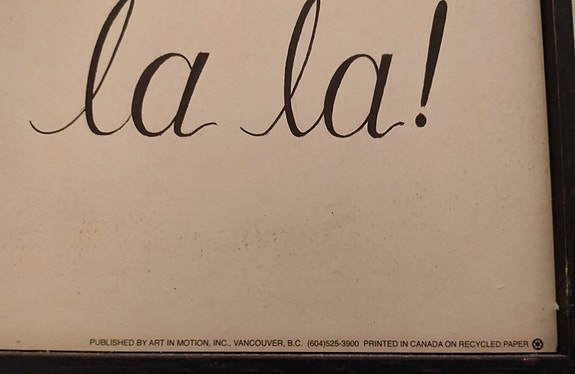 la la!
PUBLISHED BY ART IN MOTION, INC., VANCOUVER, B.C. (604)525-3900 PRINTED IN CANADA ON RECYCLED PAPER